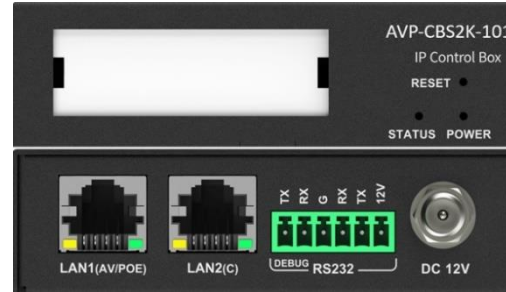 AVP-CBS2K-101
IP Control Box
RESET
STATUS POWER
TX RX G RX TX 12V
LAN1(AV/POE) LAN2(C) DEBUG RS232 DC 12V